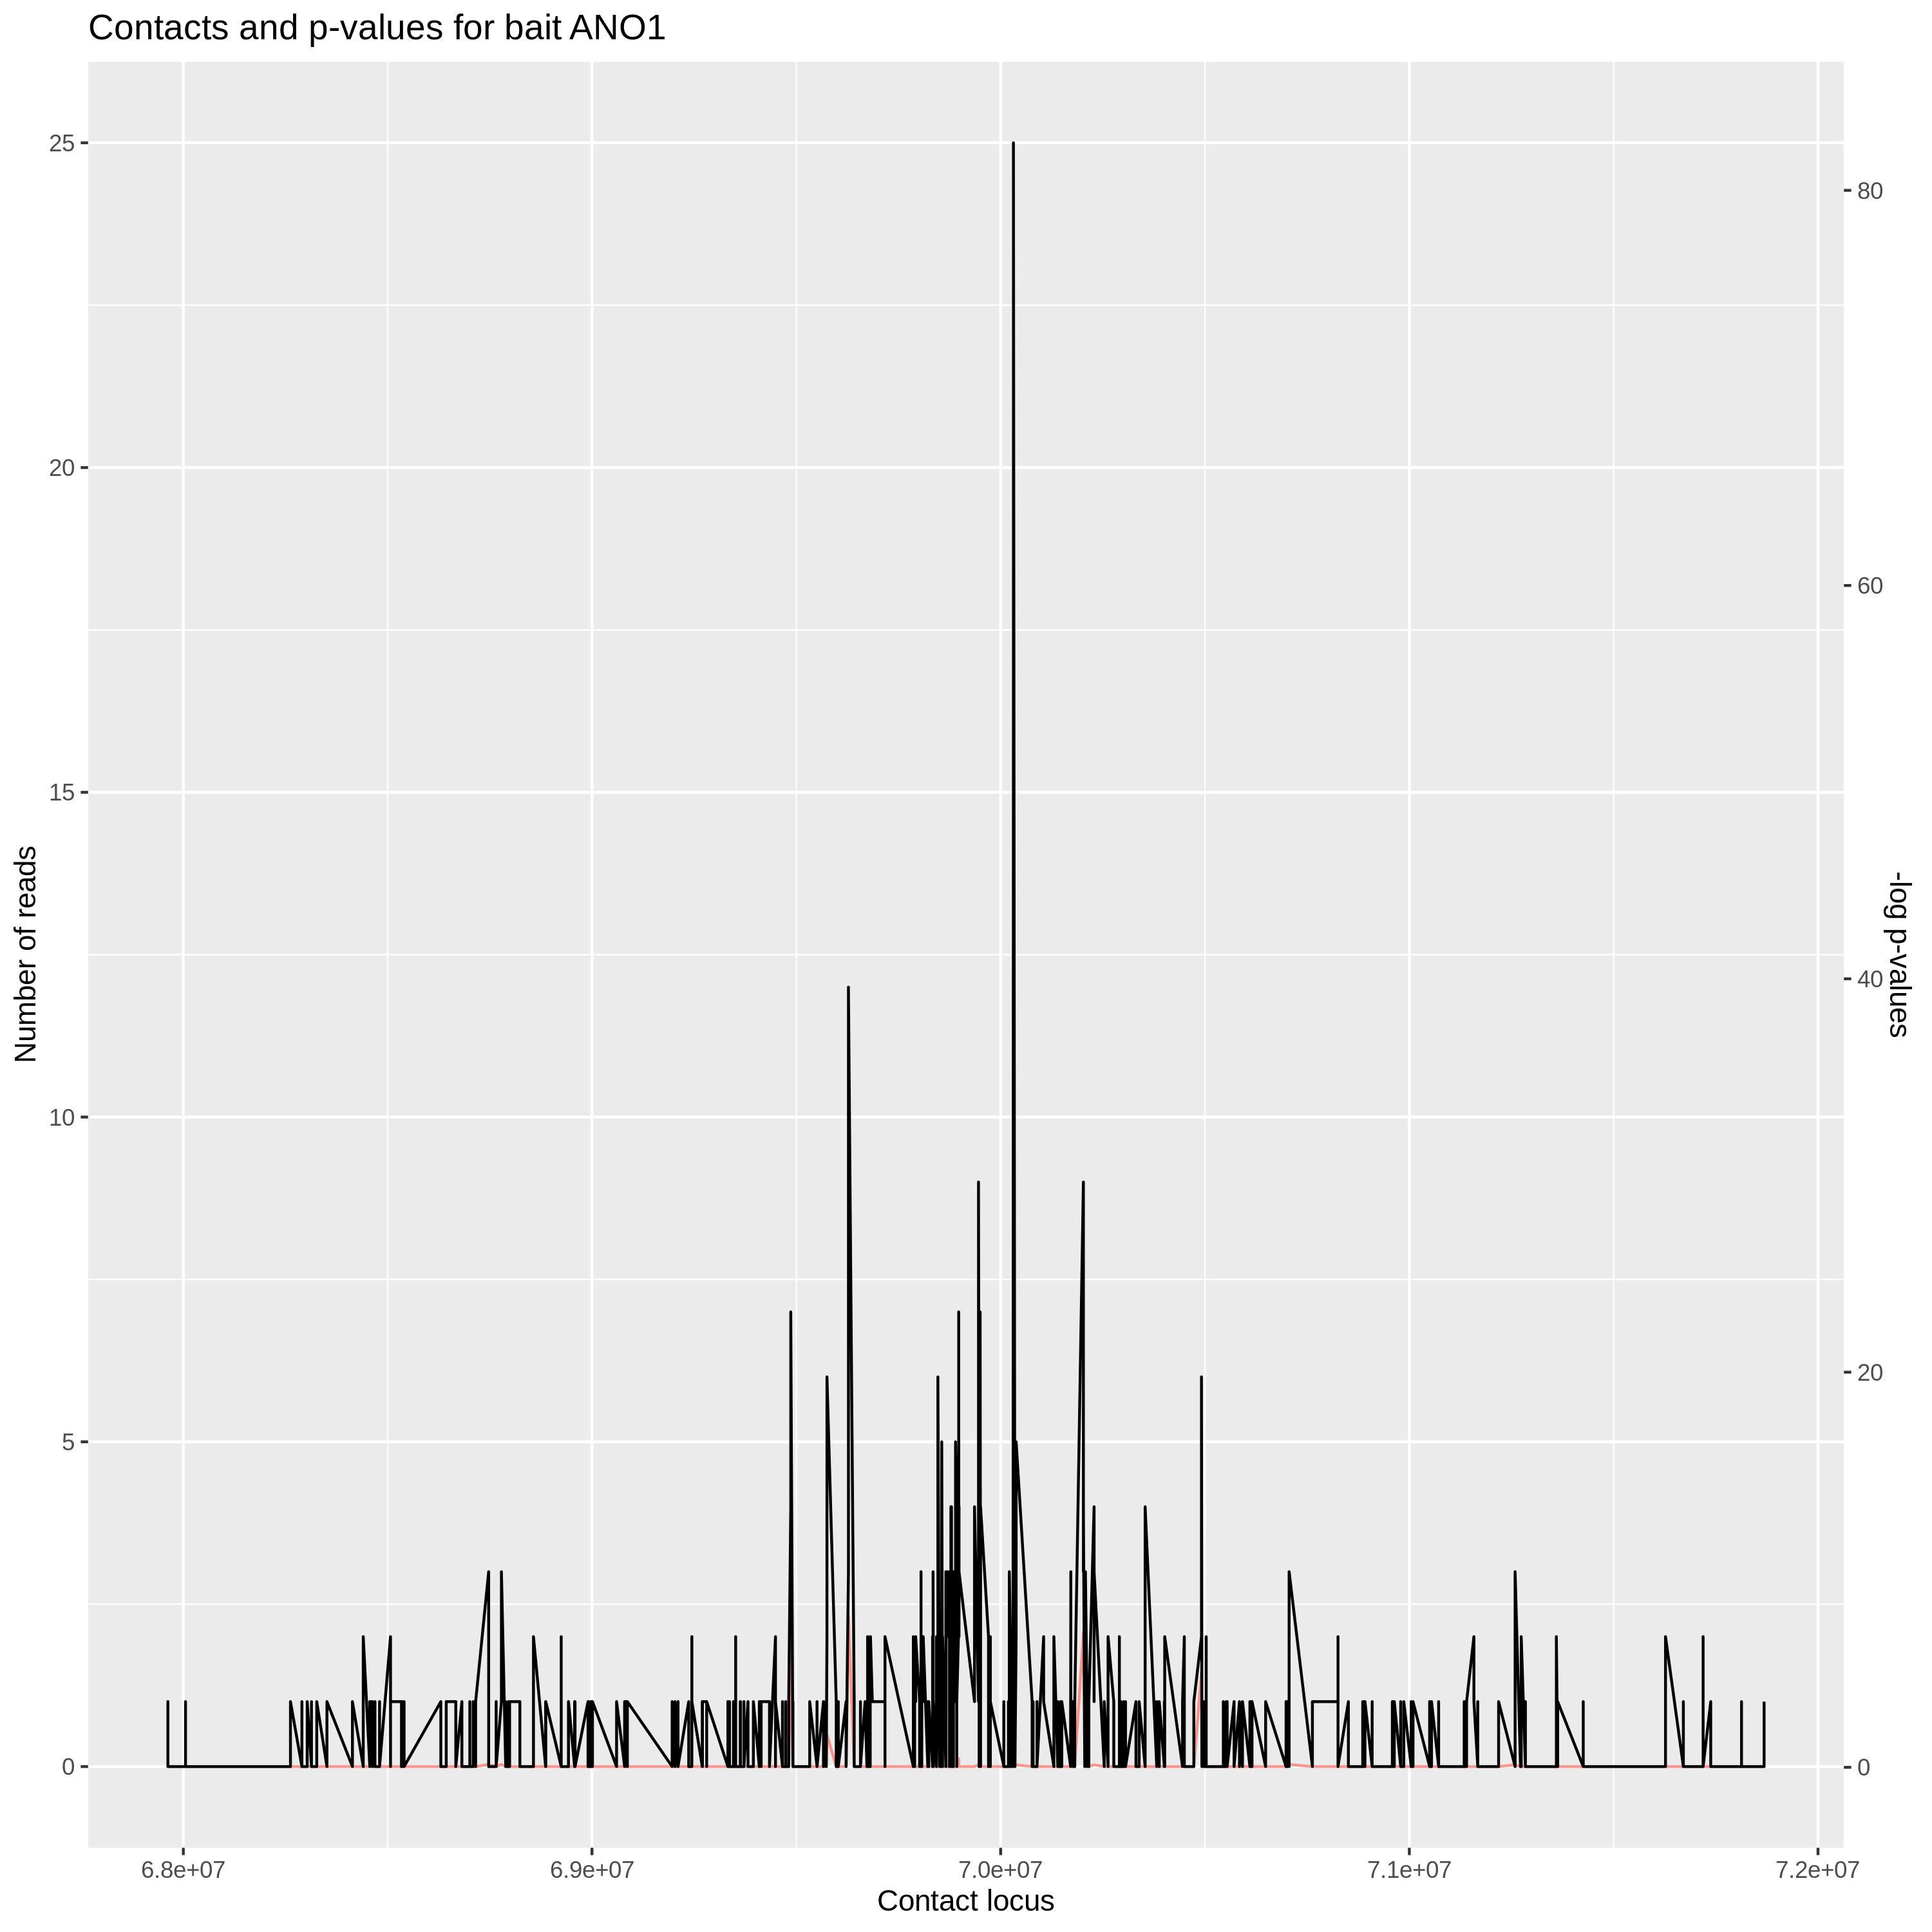 Contacts and p-values for bait ANO1
25
20
15
10
5
0
Number of reads
80
60
40
20
0
-log p-values
6.8e+07 6.9e+07 7.0e+07 7.1e+07 7.2e+07
Contact locus